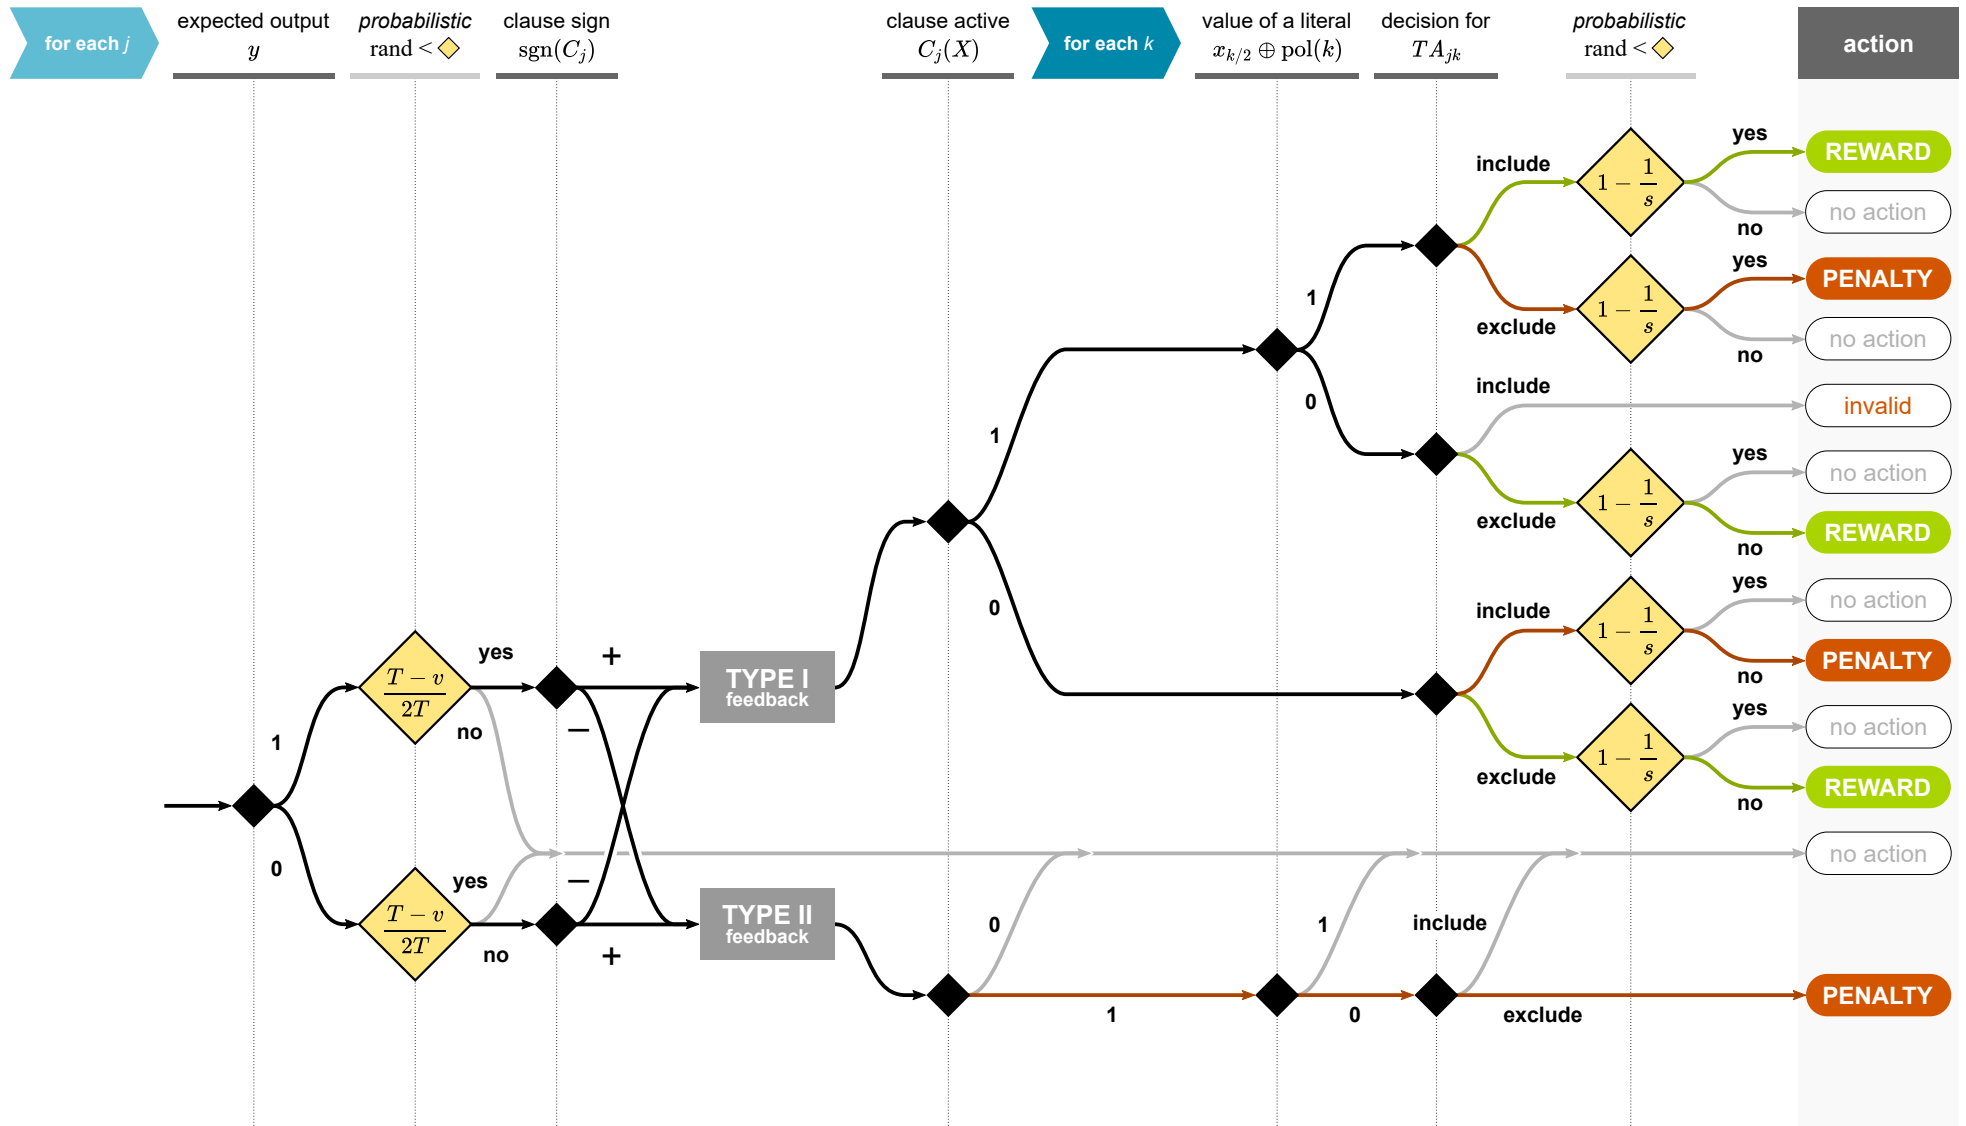 for each j
expected output
y
probabilistic
rand <
clause sign
sgn(C_j)
clause active
C_j(X)
for each k
value of a literal
x_{k/2} ⊕ pol(k)
decision for
TA_{jk}
probabilistic
rand <
action
yes
REWARD
include
1 − 1/s
no action
no
yes
PENALTY
1
exclude
1 − 1/s
no action
no
include
invalid
0
yes
no action
1
exclude
1 − 1/s
REWARD
no
yes
no action
0
include
1 − 1/s
PENALTY
no
yes
+
TYPE I
feedback
yes
no action
T − v
2T
no
−
1
exclude
1 − 1/s
REWARD
no
0
no action
yes
−
T − v
2T
no
+
TYPE II
feedback
0
1
include
PENALTY
1
0
exclude